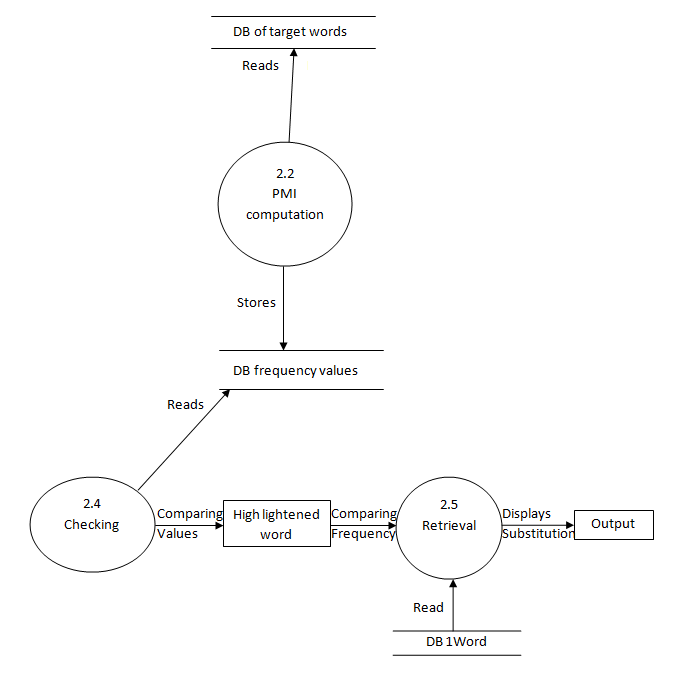 DB of target words
Reads
2.2
PMI
computation
Stores
DB frequency values
Reads
2.4
Checking
Comparing
Values
High lightened
word
Comparing
Frequency
2.5
Retrieval
Displays
Substitution
Output
Read
DB 1Word